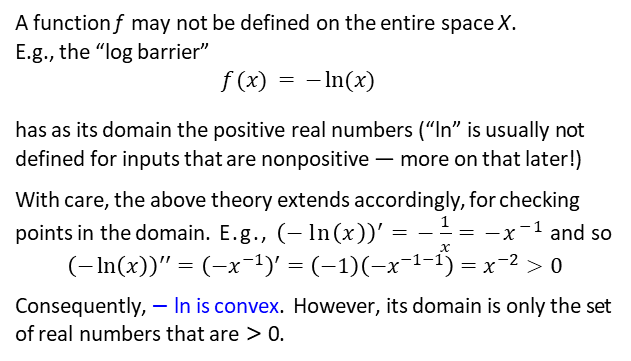 A function f may not be defined on the entire space X.
E.g., the “log barrier”
f(x) = −ln(x)
has as its domain the positive real numbers (“ln” is usually not
defined for inputs that are nonpositive — more on that later!)
With care, the above theory extends accordingly, for checking
points in the domain. E.g., (− ln(x))′ = −1/x = −x⁻¹ and so
(−ln(x))′′ = (−x⁻¹)′ = (−1)(−x⁻¹⁻¹) = x⁻² > 0
Consequently, − ln is convex. However, its domain is only the set
of real numbers that are > 0.